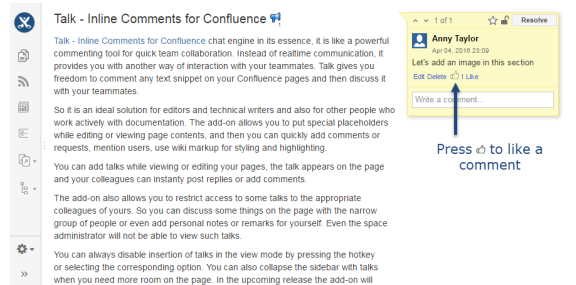 Talk - Inline Comments for Confluence
Talk - Inline Comments for Confluence chat engine in its essence, it is like a powerful
commenting tool for quick team collaboration. Instead of realtime communication, it
provides you with another way of interaction with your teammates. Talk gives you
freedom to comment any text snippet on your Confluence pages and then discuss it
with your teammates.
So it is an ideal solution for editors and technical writers and also for other people who
work actively with documentation. The add-on allows you to put special placeholders
while editing or viewing page contents, and then you can quickly add comments or
requests, mention users, use wiki markup for styling and highlighting.
You can add talks while viewing or editing your pages, the talk appears on the page
and your colleagues can instanty post replies or add comments.
The add-on also allows you to restrict access to some talks to the appropriate
colleagues of yours. So you can discuss some things on the page with the narrow
group of people or even add personal notes or remarks for yourself. Even the space
administrator will not be able to view such talks.
You can always disable insertion of talks in the view mode by pressing the hotkey
or selecting the corresponding option. You can also collapse the sidebar with talks
when you need more room on the page. In the upcoming release the add-on will
1 of 1 Resolve
Anny Taylor
Apr 04, 2016 23:09
Let's add an image in this section
Edit Delete 1 Like
Write a comment...
Press to like a
comment